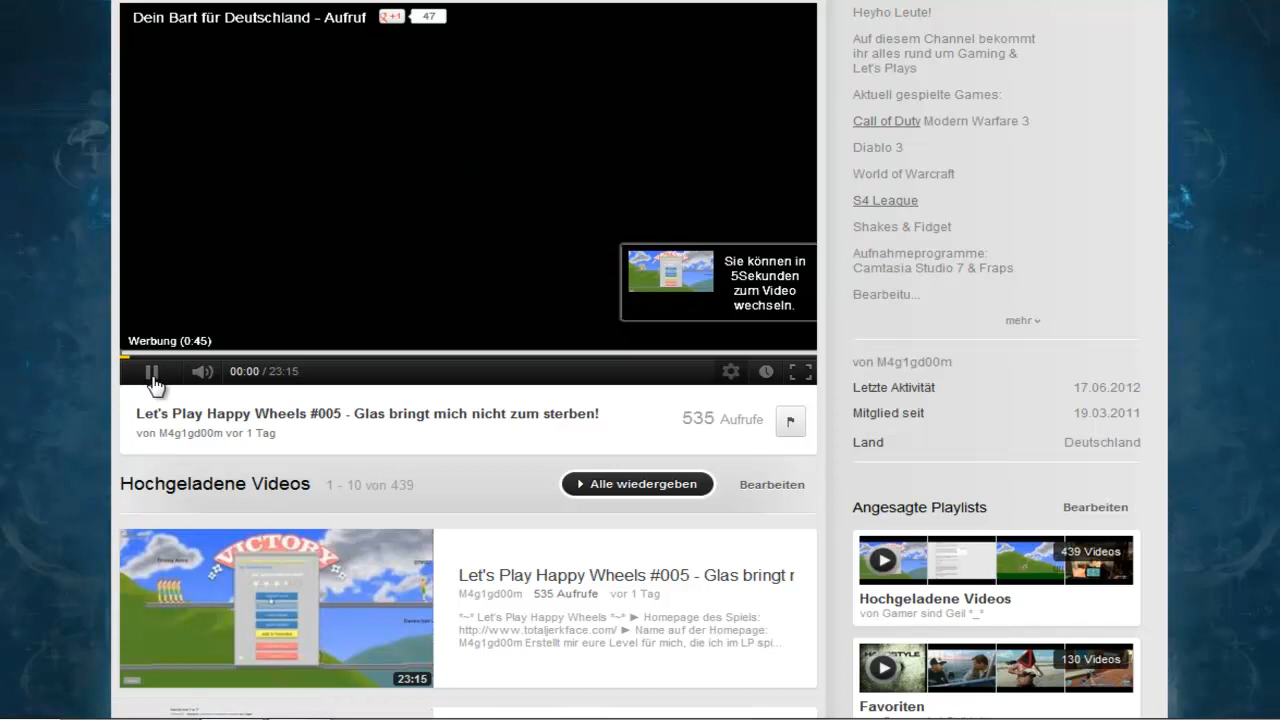 Dein Bart für Deutschland - Aufruf
+1 47
Sie können in
5Sekunden
zum Video
wechseln.
Werbung (0:45)
00:00 / 23:15
Let's Play Happy Wheels #005 - Glas bringt mich nicht zum sterben!
von M4g1gd00m vor 1 Tag
535 Aufrufe
Hochgeladene Videos 1 - 10 von 439
Alle wiedergeben
Bearbeiten
VICTORY
23:15
Let's Play Happy Wheels #005 - Glas bringt r
M4g1gd00m 535 Aufrufe vor 1 Tag
*~* Let's Play Happy Wheels *~* ► Homepage des Spiels:
http://www.totaljerkface.com/ ► Name auf der Homepage:
M4g1gd00m Erstellt mir eure Level für mich, die ich im LP spi...
Heyho Leute!
Auf diesem Channel bekommt
ihr alles rund um Gaming &
Let's Plays
Aktuell gespielte Games:
Call of Duty Modern Warfare 3
Diablo 3
World of Warcraft
S4 League
Shakes & Fidget
Aufnahmeprogramme:
Camtasia Studio 7 & Fraps
Bearbeitu...
mehr
von M4g1gd00m
Letzte Aktivität 17.06.2012
Mitglied seit 19.03.2011
Land Deutschland
Angesagte Playlists
Bearbeiten
439 Videos
Hochgeladene Videos
von Gamer sind Geil *_*
130 Videos
Favoriten